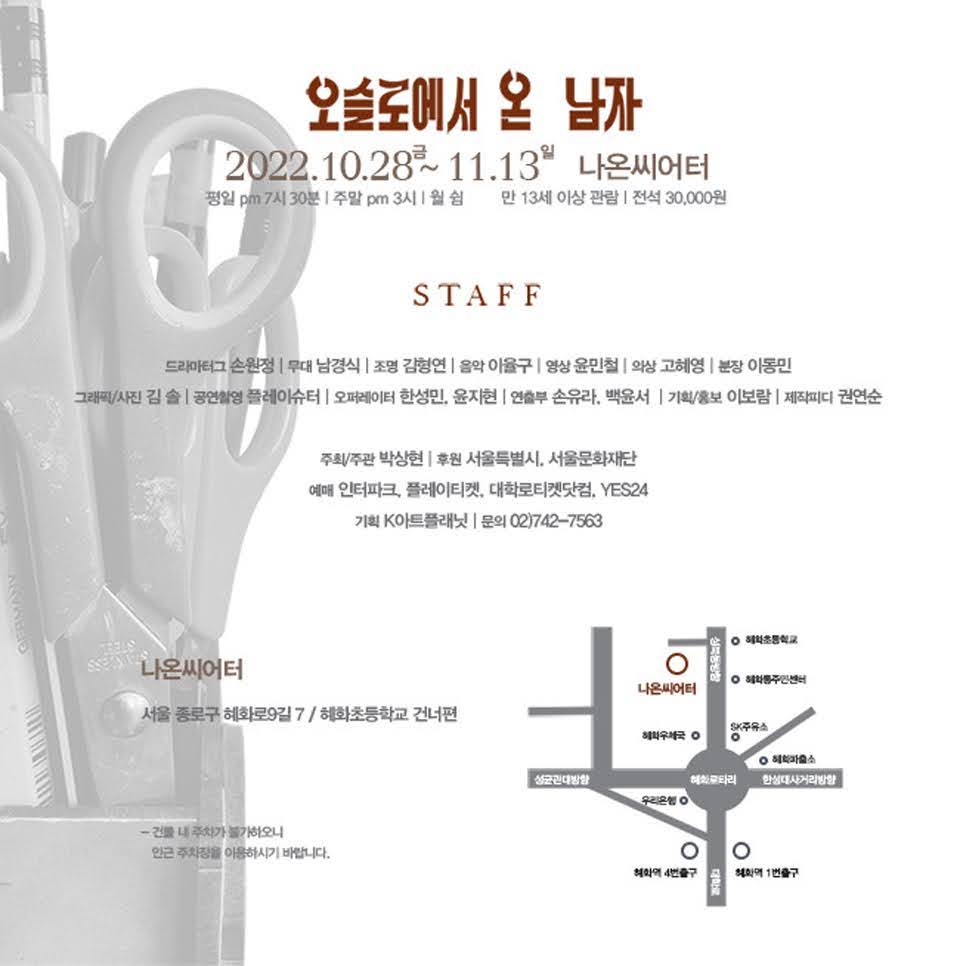 오슬로에서 온 남자
2022.10.28금~ 11.13일 나온씨어터
평일 pm 7시 30분 | 주말 pm 3시 | 월 쉼 만 13세 이상 관람 | 전석 30,000원
STAFF
드라마터그 손원정 | 무대 남경식 | 조명 김형연 | 음악 이율구 | 영상 윤민철 | 의상 고혜영 | 분장 이동민
그래픽/사진 김 솔 | 공연촬영 플레이슈터 | 오퍼레이터 한성민, 윤지현 | 연출부 손유라, 백윤서 | 기획/홍보 이보람 | 제작피디 권연순
주최/주관 박상현 | 후원 서울특별시, 서울문화재단
예매 인터파크, 플레이티켓, 대학로티켓닷컴, YES24
기획 K아트플래닛 | 문의 02)742-7563
GERMANY
STAINLESS
STEEL
나온씨어터
서울 종로구 혜화로9길 7 / 혜화초등학교 건너편
- 건물 내 주차가 불가하오니
인근 주차장을 이용하시기 바랍니다.
성북동방향
혜화초등학교
나온씨어터
혜화동주민센터
SK주유소
혜화우체국
혜화파출소
성균관대방향
혜화로타리
한성대사거리방향
우리은행
혜화역 4번출구
대학로
혜화역 1번출구